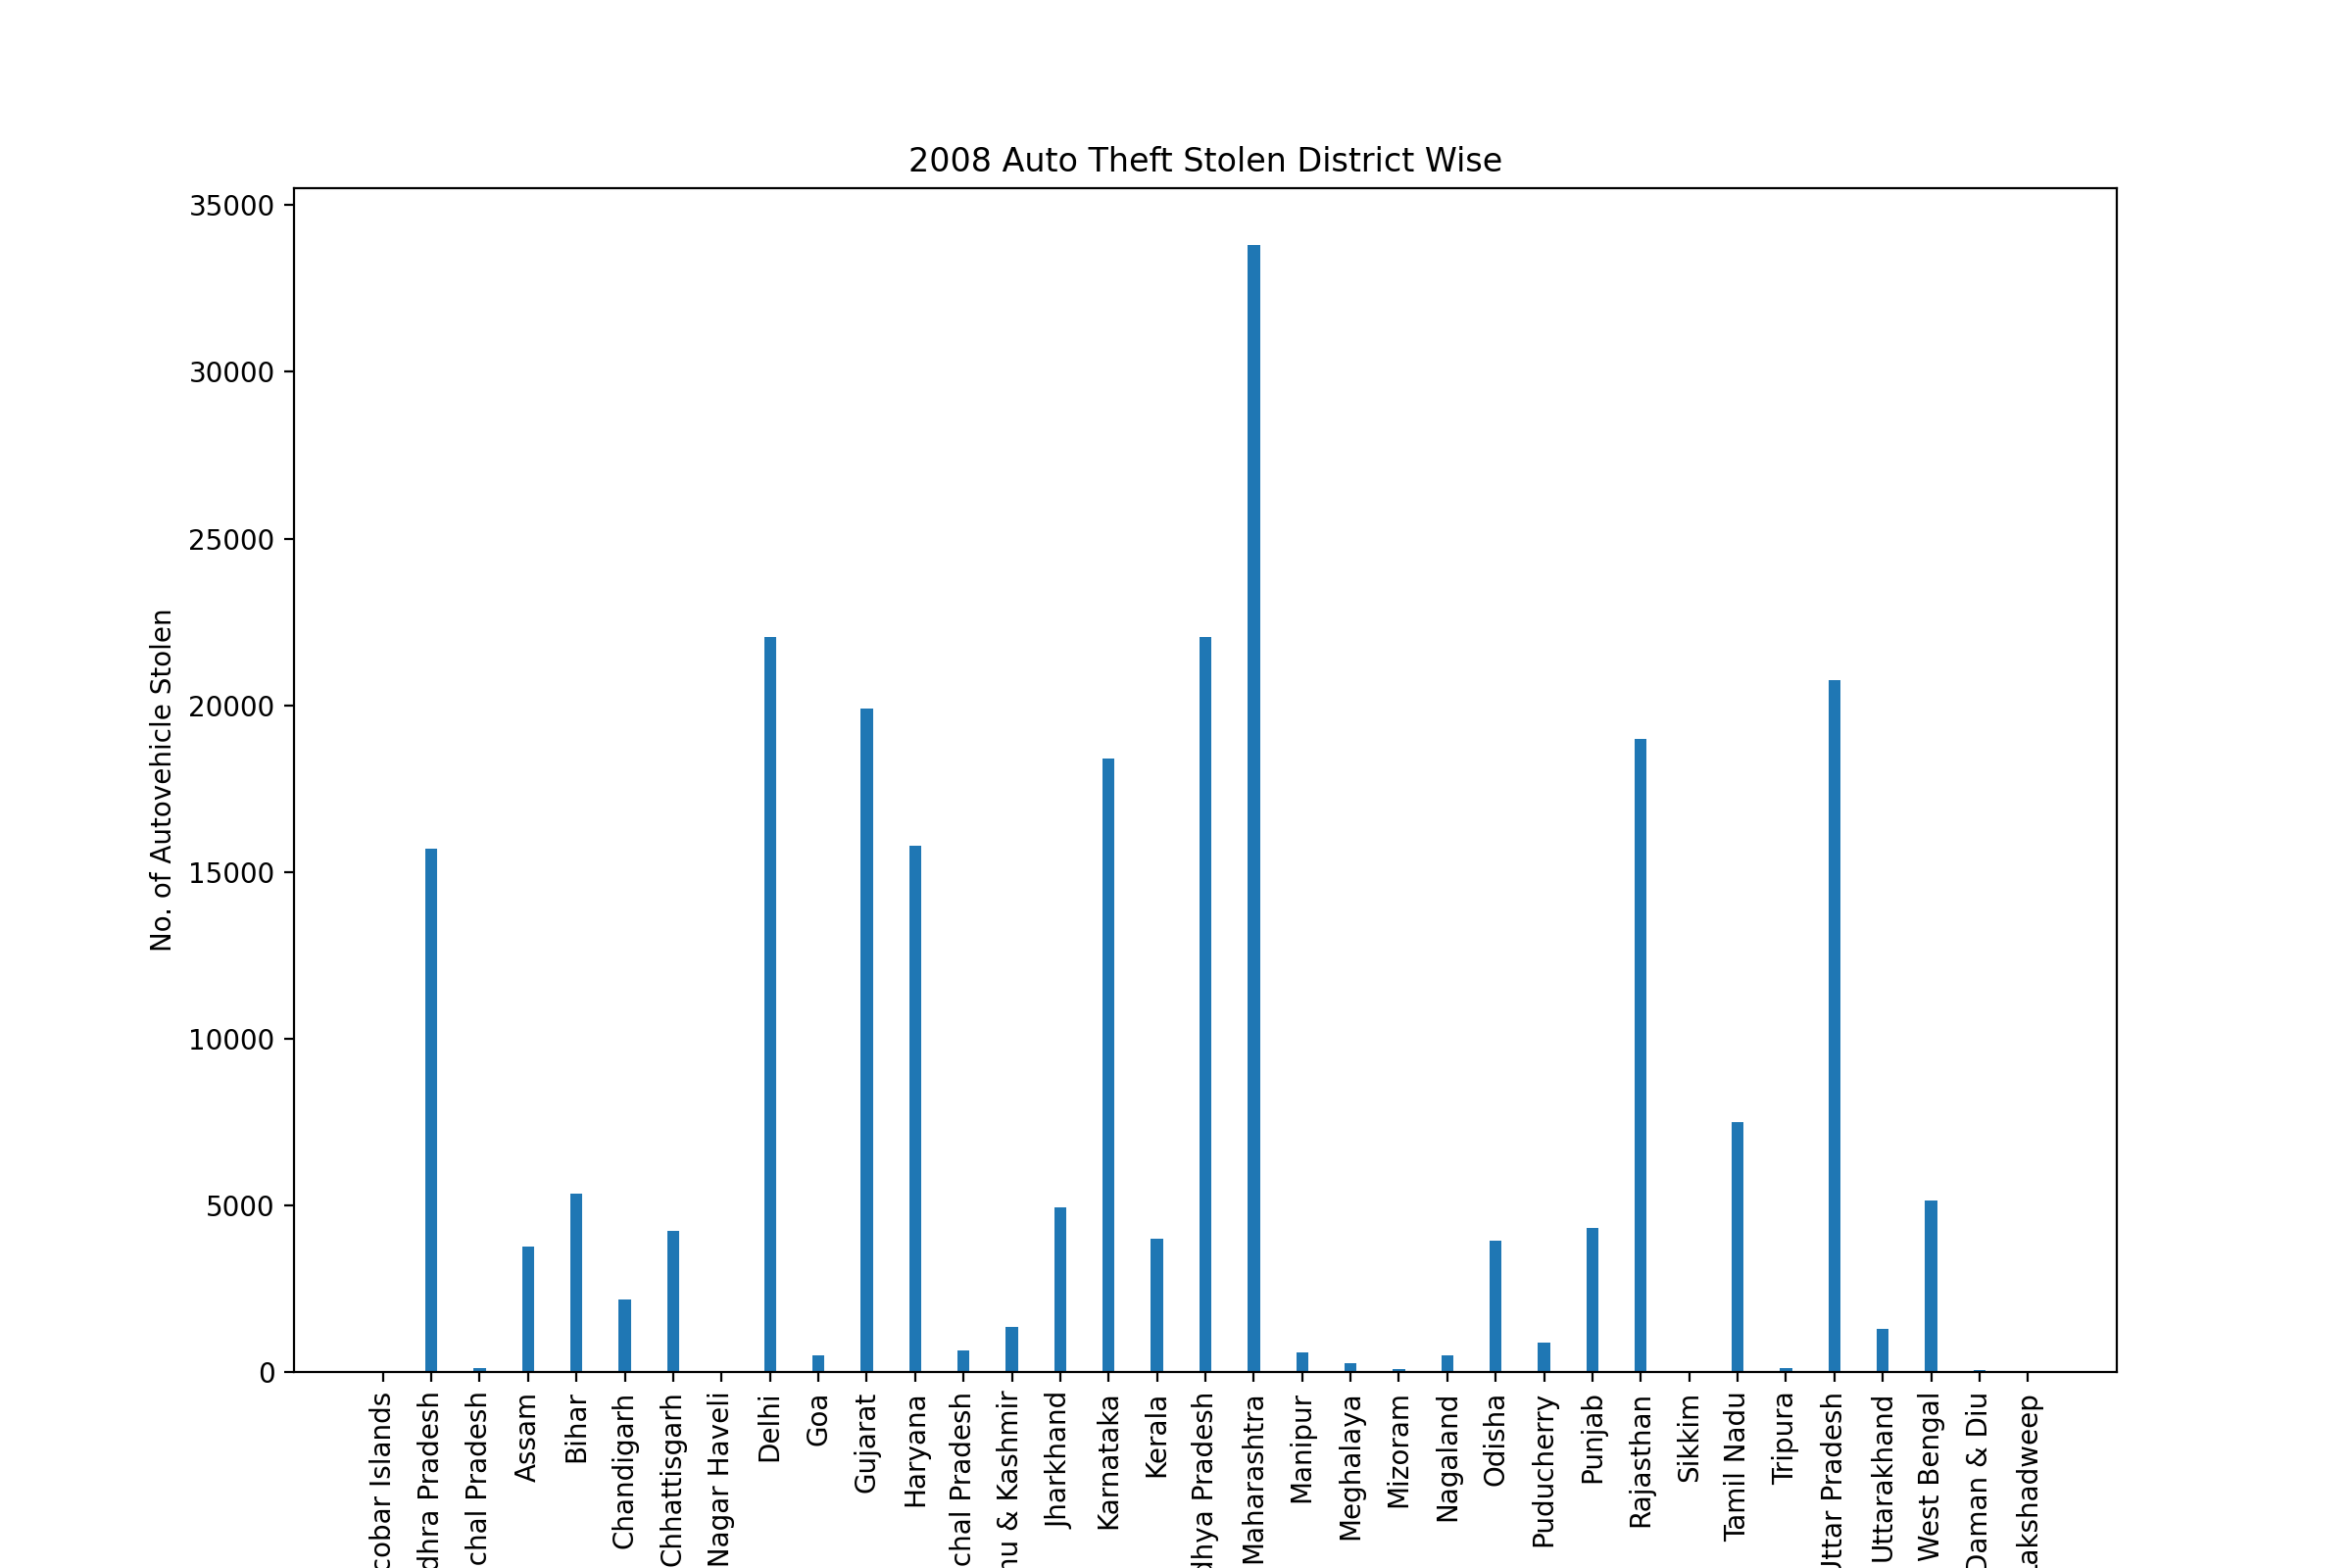 2008 Auto Theft Stolen District Wise
No. of Autovehicle Stolen
35000
30000
25000
20000
15000
10000
5000
0
cobar Islands
dhra Pradesh
chal Pradesh
Assam
Bihar
Chandigarh
Chhattisgarh
Nagar Haveli
Delhi
Goa
Gujarat
Haryana
chal Pradesh
nu & Kashmir
Jharkhand
Karnataka
Kerala
dhya Pradesh
Maharashtra
Manipur
Meghalaya
Mizoram
Nagaland
Odisha
Puducherry
Punjab
Rajasthan
Sikkim
Tamil Nadu
Tripura
Uttar Pradesh
Uttarakhand
West Bengal
Daman & Diu
akshadweep